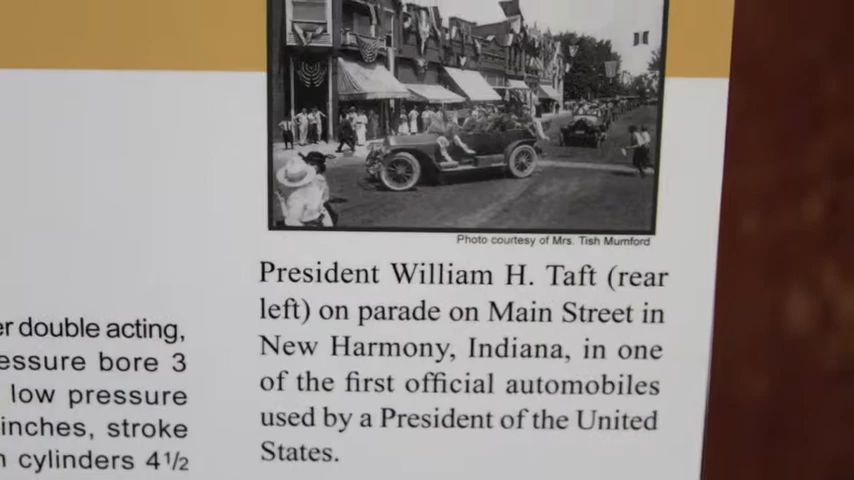 Photo courtesy of Mrs. Tish Mumford
President William H. Taft (rear
left) on parade on Main Street in
New Harmony, Indiana, in one
of the first official automobiles
used by a President of the United
States.
double acting,
bore 3
low pressure
inches, stroke
cylinders 4 1/2